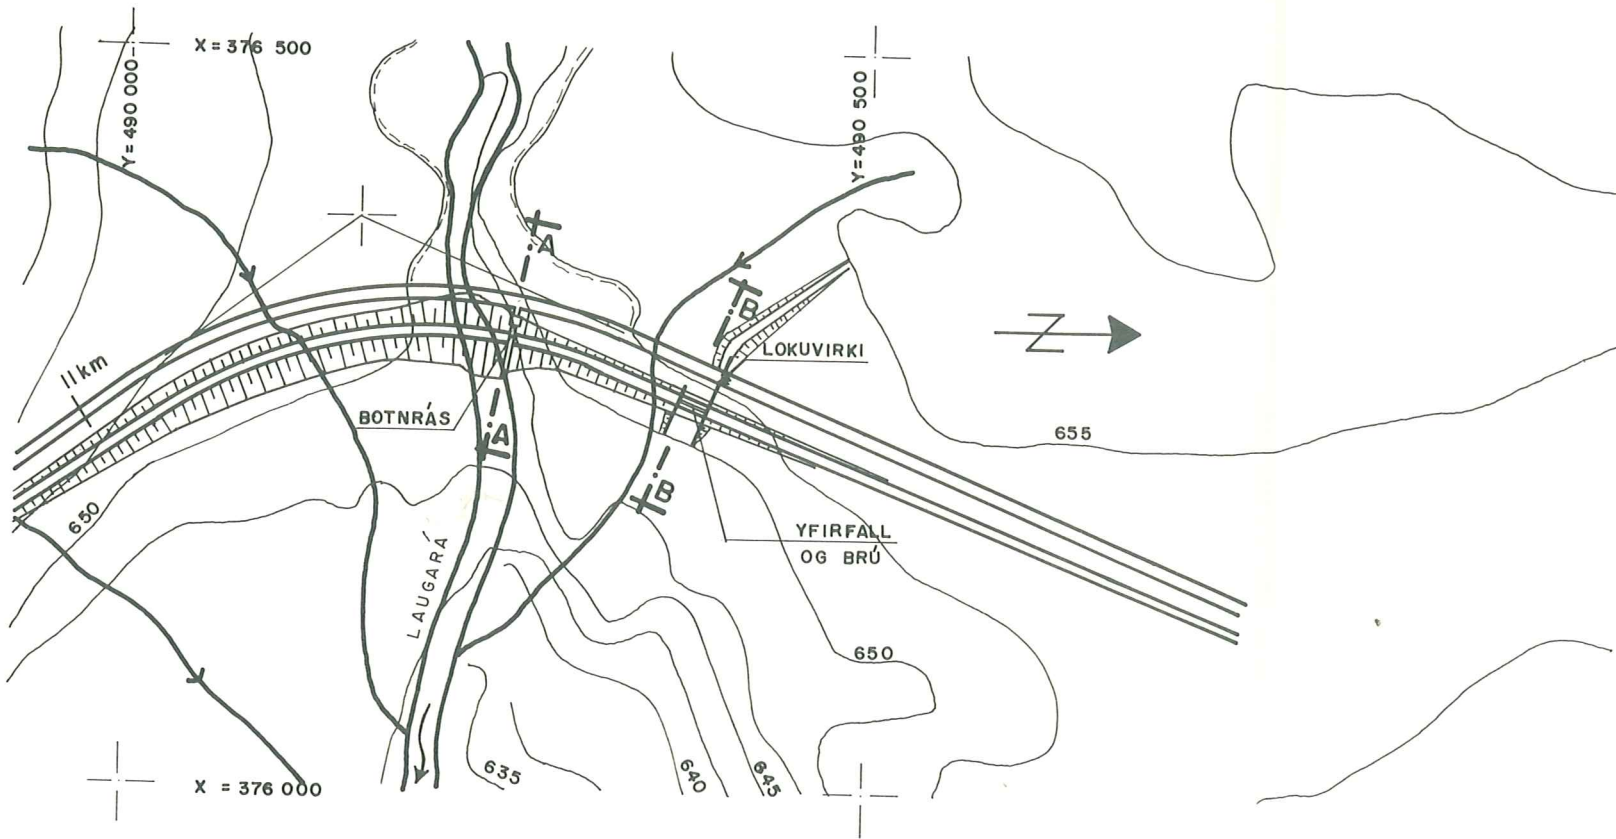 X = 376 500
Y = 490 000
Y = 490 500
A
B
LOKUVIRKI
11 km
BOTNRÁS
A
655
B
650
YFIRFALL
OG BRÚ
LAUGARÁ
650
635
640
645
X = 376 000
N